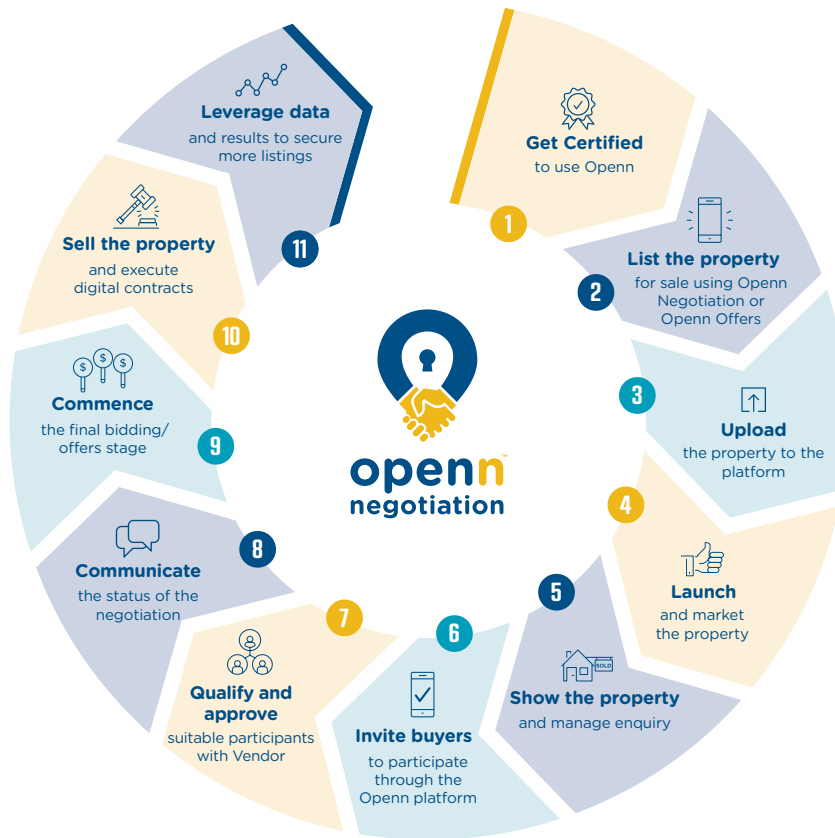 Get Certified
to use Openn
1
List the property
for sale using Openn
Negotiation or
Openn Offers
2
Upload
the property to the
platform
3
Launch
and market
the property
4
SOLD
Show the property
and manage enquiry
5
Invite buyers
to participate
through the
Openn platform
6
Qualify and
approve
suitable participants
with Vendor
7
Communicate
the status of the
negotiation
8
$ $ $
Commence
the final bidding/
offers stage
9
Sell the property
and execute
digital contracts
10
Leverage data
and results to secure
more listings
11
openn™
negotiation